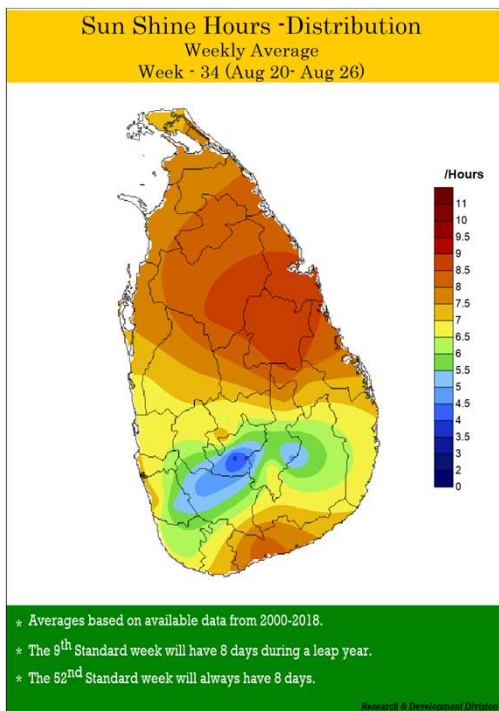 Sun Shine Hours -Distribution
Weekly Average
Week - 34 (Aug 20- Aug 26)
/Hours
11
10
9.5
9
8.5
8
7.5
7
6.5
6
5.5
5
4.5
4
3.5
3
2
0
* Averages based on available data from 2000-2018.
* The 9th Standard week will have 8 days during a leap year.
* The 52nd Standard week will always have 8 days.
Research & Development Division